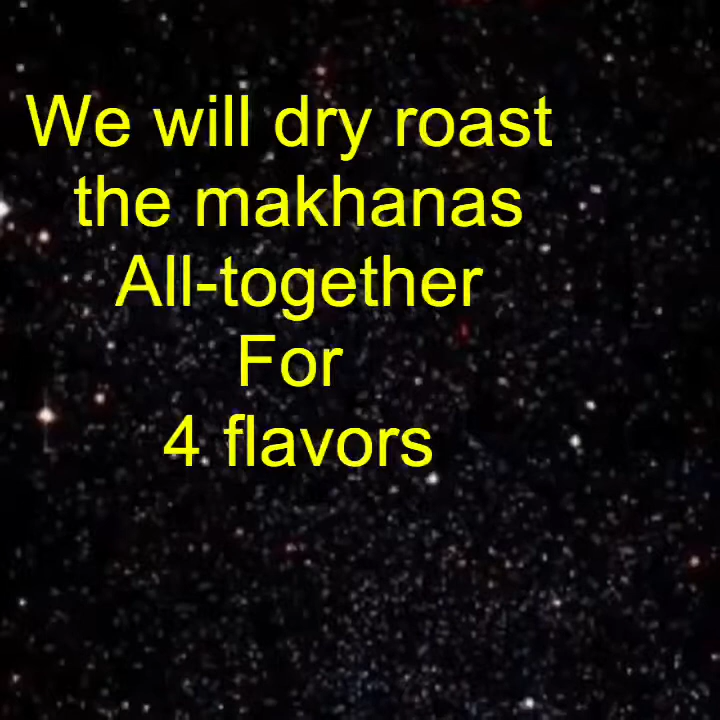 We will dry roast
the makhanas
All-together
For
4 flavors